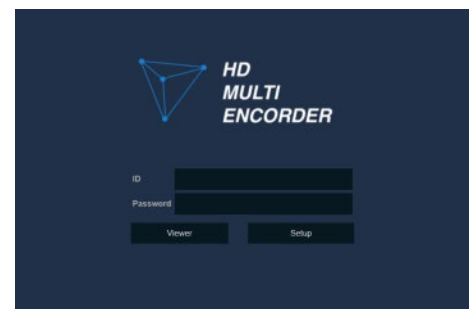 HD
MULTI
ENCORDER
ID
Password
Viewer Setup